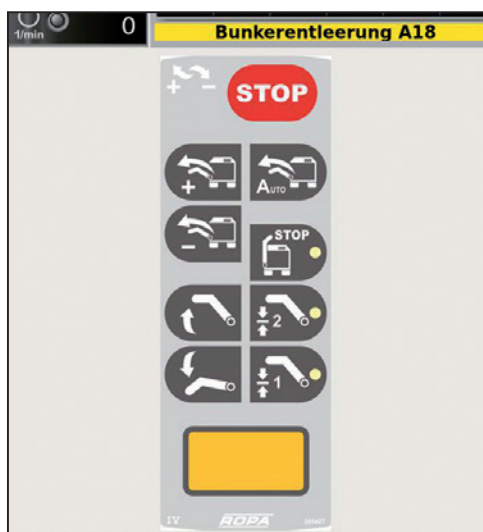 1/min 0 Bunkerentleerung A18
+ - STOP
+ AUTO
- STOP
2
1
IV ROPA